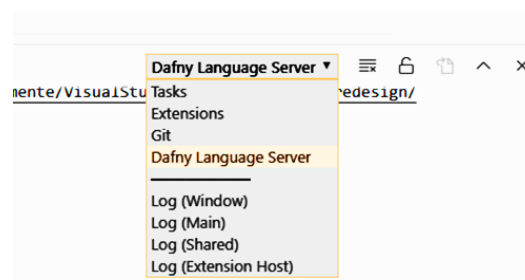 Dafny Language Server
mente/VisualStu edesign/
Tasks
Extensions
Git
Dafny Language Server
Log (Window)
Log (Main)
Log (Shared)
Log (Extension Host)